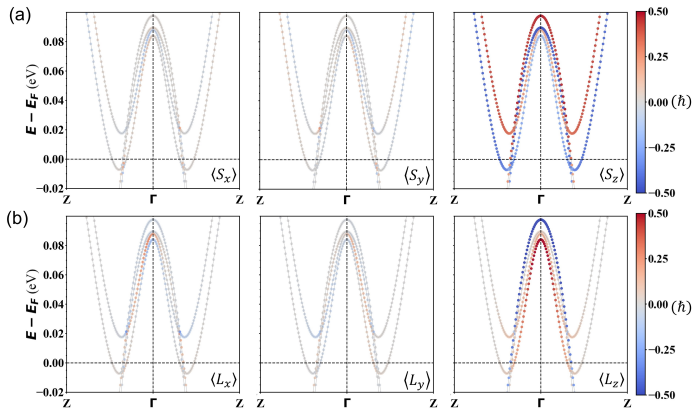 (a)
E − E_F (eV)
0.08
0.06
0.04
0.02
0.00
−0.02
⟨Sₓ⟩
⟨S_y⟩
⟨S_z⟩
Z Γ Z
Z Γ Z
Z Γ Z
0.50
0.25
0.00 (ħ)
−0.25
−0.50
(b)
E − E_F (eV)
0.08
0.06
0.04
0.02
0.00
−0.02
⟨Lₓ⟩
⟨L_y⟩
⟨L_z⟩
Z Γ Z
Z Γ Z
Z Γ Z
0.50
0.25
0.00 (ħ)
−0.25
−0.50